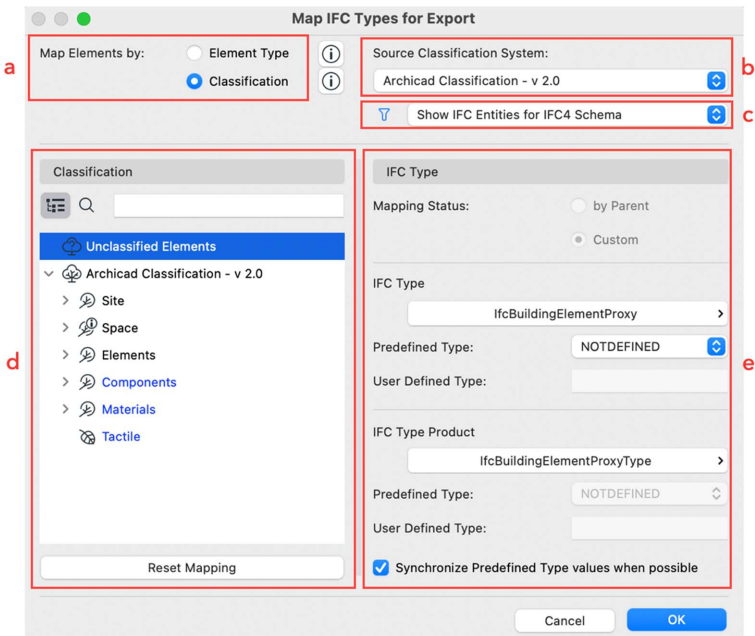 Map IFC Types for Export
a
Map Elements by:
Element Type
Classification
b
Source Classification System:
Archicad Classification - v 2.0
c
Show IFC Entities for IFC4 Schema
d
Classification
Unclassified Elements
Archicad Classification - v 2.0
Site
Space
Elements
Components
Materials
Tactile
Reset Mapping
e
IFC Type
Mapping Status:
by Parent
Custom
IFC Type
IfcBuildingElementProxy
Predefined Type:
NOTDEFINED
User Defined Type:
IFC Type Product
IfcBuildingElementProxyType
Predefined Type:
NOTDEFINED
User Defined Type:
Synchronize Predefined Type values when possible
Cancel
OK